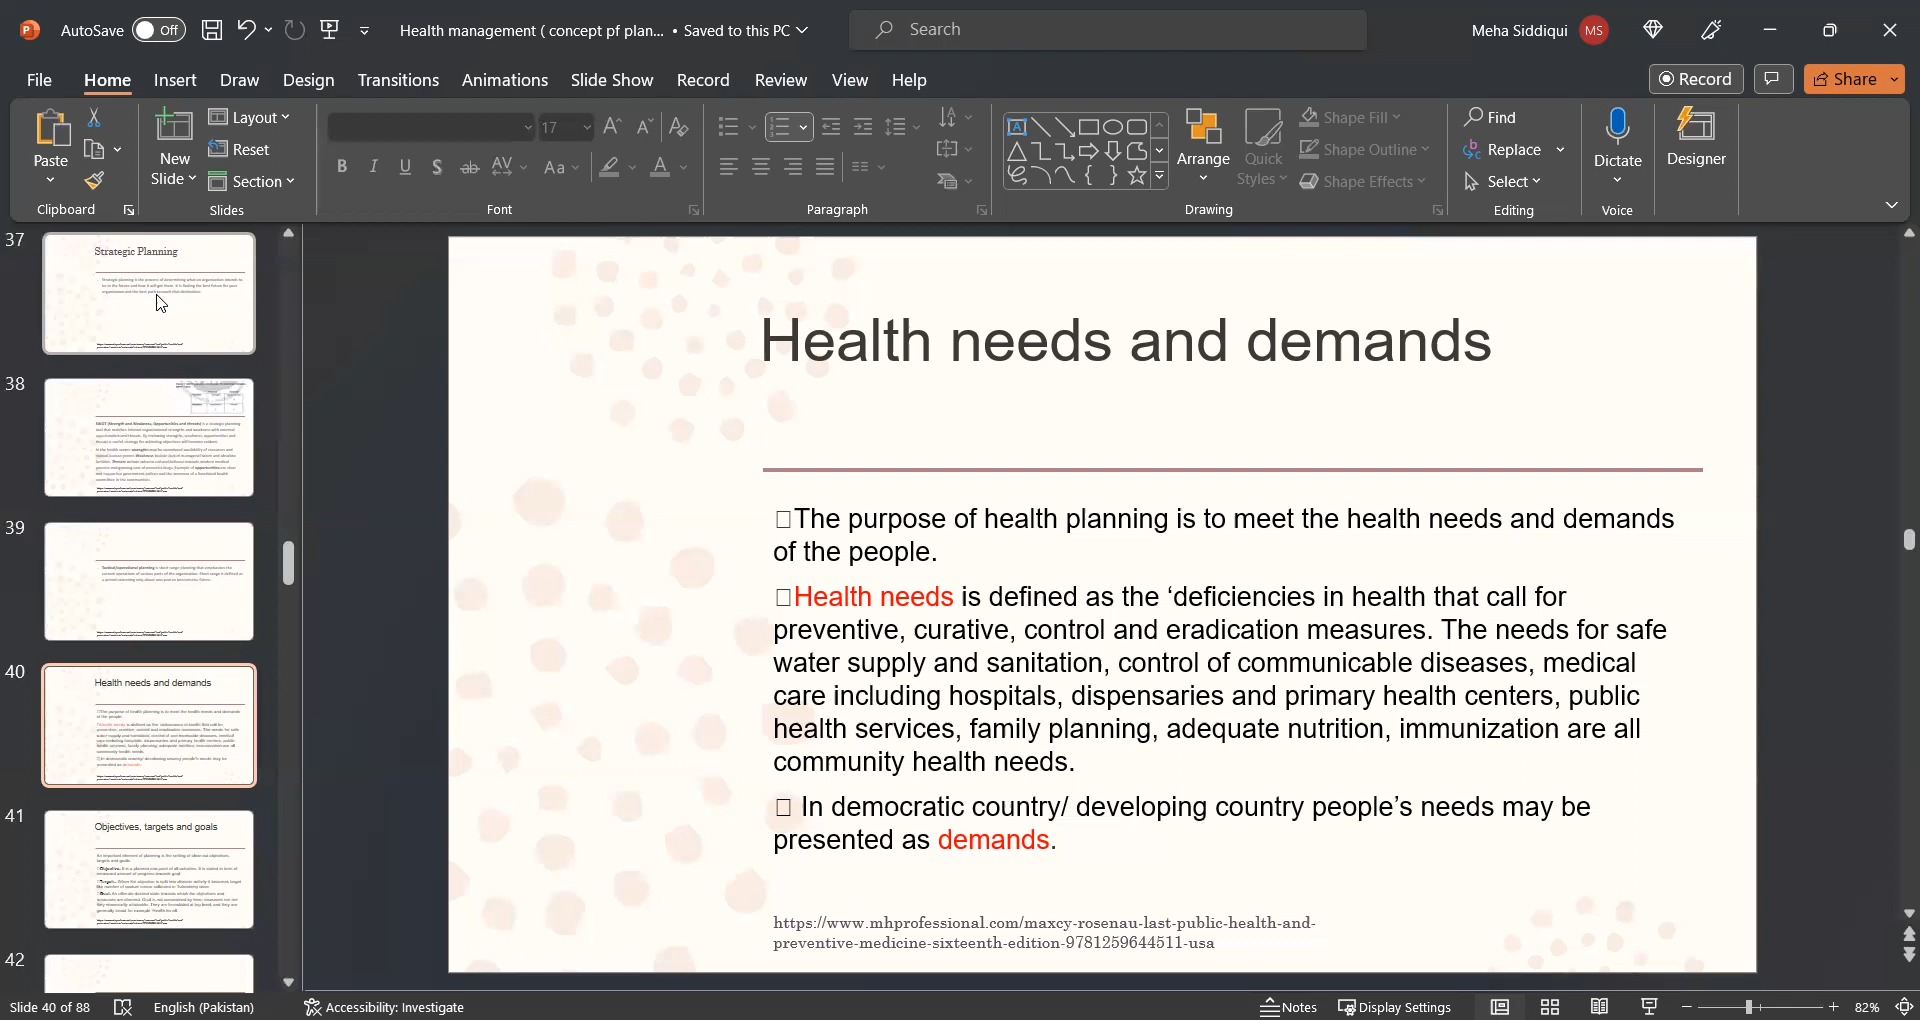 AutoSave Off Health management ( concept pf plan... • Saved to this PC Search Meha Siddiqui MS
File Home Insert Draw Design Transitions Animations Slide Show Record Review View Help Record Share
Paste New Slide Layout Reset Section 17 Arrange Quick Styles Shape Fill Shape Outline Shape Effects Find Replace Select Dictate Designer
Clipboard Slides Font Paragraph Drawing Editing Voice
37
Strategic Planning
38
39
40
Health needs and demands
41
Objectives, targets and goals
42
Health needs and demands
The purpose of health planning is to meet the health needs and demands
of the people.
Health needs is defined as the ‘deficiencies in health that call for
preventive, curative, control and eradication measures. The needs for safe
water supply and sanitation, control of communicable diseases, medical
care including hospitals, dispensaries and primary health centers, public
health services, family planning, adequate nutrition, immunization are all
community health needs.
In democratic country/ developing country people’s needs may be
presented as demands.
https://www.mhprofessional.com/maxcy-rosenau-last-public-health-and-
preventive-medicine-sixteenth-edition-9781259644511-usa
Slide 40 of 88 English (Pakistan) Accessibility: Investigate Notes Display Settings 82%